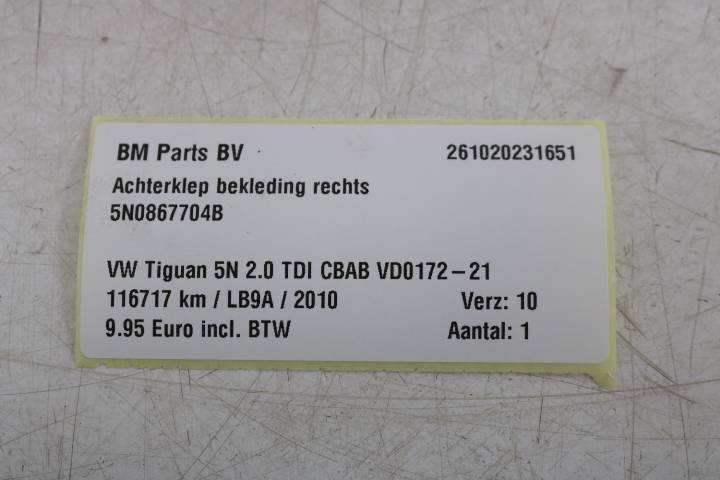 BM Parts BV 261020231651
Achterklep bekleding rechts
5N0867704B
VW Tiguan 5N 2.0 TDI CBAB VD0172-21
116717 km / LB9A / 2010 Verz: 10
9.95 Euro incl. BTW Aantal: 1